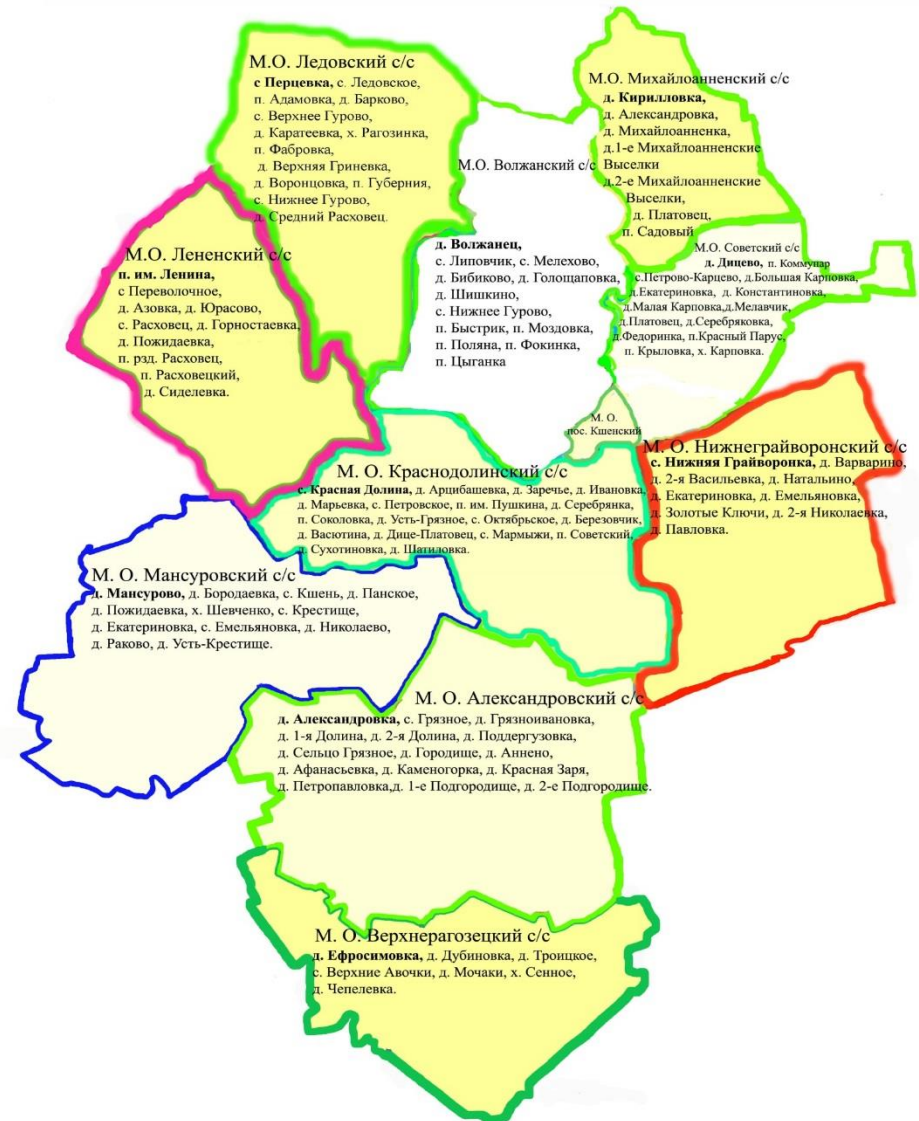 М.О. Ледовский с/с
с Перцевка, с. Ледовское,
п. Адамовка, д. Барково,
с. Верхнее Гурово,
д. Каратеевка, х. Рагозинка,
п. Фабровка,
д. Верхняя Гриневка,
д. Воронцовка, п. Губерния,
с. Нижнее Гурово,
д. Средний Расховец.
М.О. Михайлоанненский с/с
д. Кирилловка,
д. Александровка,
д. Михайлоанненка,
д.1-е Михайлоанненские
Выселки
д.2-е Михайлоанненские
Выселки,
д. Платовец,
п. Садовый
М.О. Волжанский с/с
д. Волжанец,
с. Липовчик, с. Мелехово,
д. Бибиково, д. Голощаповка,
д. Шишкино,
с. Нижнее Гурово,
п. Быстрик, п. Моздовка,
п. Поляна, п. Фокинка,
п. Цыганка
М.О. Советский с/с
д. Дицево, п. Коммунар
с.Петрово-Карцево, д.Большая Карповка,
д.Екатериновка, д. Константиновка,
д.Малая Карповка,д.Мелавчик,
д.Платовец, д.Серебряковка,
д.Федоринка, п.Красный Парус,
п. Крыловка, х. Карповка.
М.О. Лененский с/с
п. им. Ленина,
с Переволочное,
д. Азовка, д. Юрасово,
с. Расховец, д. Горностаевка,
д. Пожидаевка,
п. рзд. Расховец,
п. Расховецкий,
д. Сиделевка.
М. О.
пос. Кшенский
М. О. Нижнеграйворонский с/с
с. Нижняя Грайворонка, д. Варварино,
д. 2-я Васильевка, д. Натальино,
д. Екатериновка, д. Емельяновка,
д. Золотые Ключи, д. 2-я Николаевка,
д. Павловка.
М. О. Краснодолинский с/с
с. Красная Долина, д. Арцибашевка, д. Заречье, д. Ивановка,
д. Марьевка, с. Петровское, п. им. Пушкина, д. Серебрянка,
п. Соколовка, д. Усть-Грязное, с. Октябрьское, д. Березовчик,
д. Васютина, д. Дице-Платовец, с. Мармыжи, п. Советский,
д. Сухотиновка, д. Шатиловка.
М. О. Мансуровский с/с
д. Мансурово, д. Бородаевка, с. Кшень, д. Панское,
д. Пожидаевка, х. Шевченко, с. Крестище,
д. Екатериновка, с. Емельяновка, д. Николаево,
д. Раково, д. Усть-Крестище.
М. О. Александровский с/с
д. Александровка, с. Грязное, д. Грязноивановка,
д. 1-я Долина, д. 2-я Долина, д. Поддергузовка,
д. Сельцо Грязное, д. Городище, д. Аннено,
д. Афанасьевка, д. Каменогорка, д. Красная Заря,
д. Петропавловка,д. 1-е Подгородище, д. 2-е Подгородище.
М. О. Верхнерагозецкий с/с
д. Ефросимовка, д. Дубиновка, д. Троицкое,
с. Верхние Авочки, д. Мочаки, х. Сенное,
д. Чепелевка.